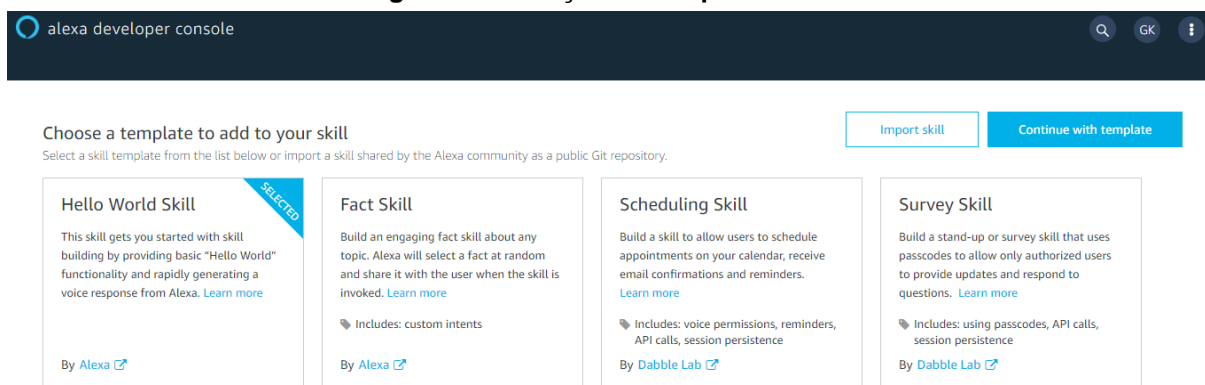 alexa developer console
GK
Choose a template to add to your skill
Import skill
Continue with template
Select a skill template from the list below or import a skill shared by the Alexa community as a public Git repository.
Hello World Skill
SELECTED
This skill gets you started with skill
building by providing basic “Hello World”
functionality and rapidly generating a
voice response from Alexa. Learn more
By Alexa
Fact Skill
Build an engaging fact skill about any
topic. Alexa will select a fact at random
and share it with the user when the skill is
invoked. Learn more
Includes: custom intents
By Alexa
Scheduling Skill
Build a skill to allow users to schedule
appointments on your calendar, receive
email confirmations and reminders.
Learn more
Includes: voice permissions, reminders,
API calls, session persistence
By Dabble Lab
Survey Skill
Build a stand-up or survey skill that uses
passcodes to allow only authorized users
to provide updates and respond to
questions. Learn more
Includes: using passcodes, API calls,
session persistence
By Dabble Lab